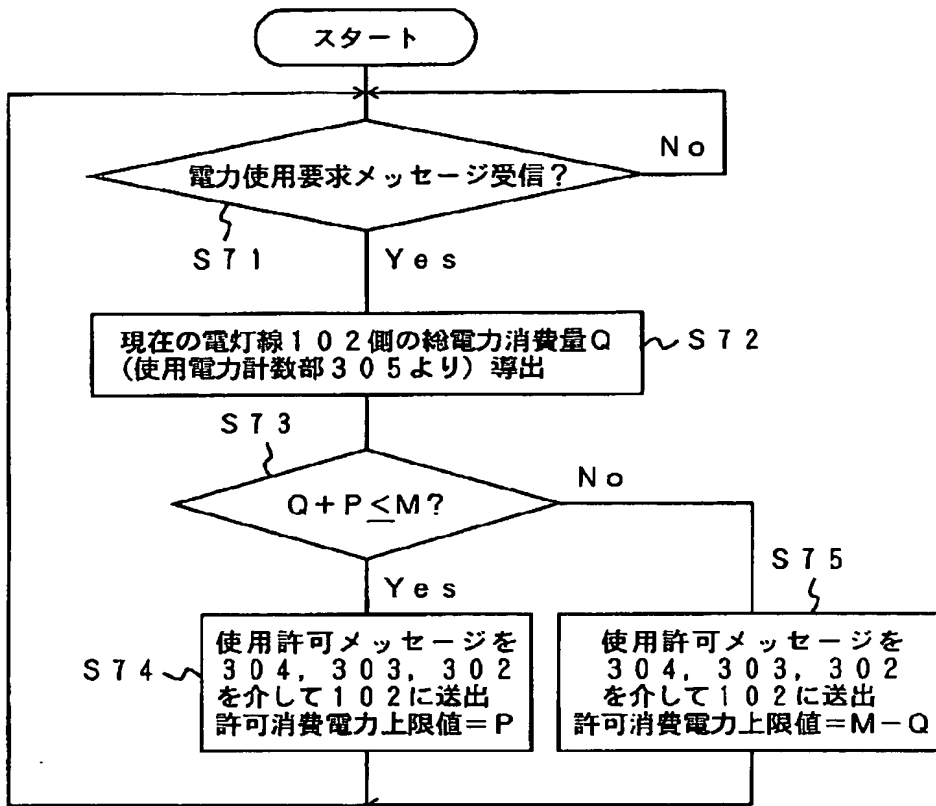 スタート
No
電力使用要求メッセージ受信?
S71
Yes
現在の電灯線102側の総電力消費量Q
(使用電力計数部305より)導出
S72
S73
No
Q+P≦M?
S75
Yes
使用許可メッセージを
304,303,302
を介して102に送出
許可消費電力上限値=P
S74
使用許可メッセージを
304,303,302
を介して102に送出
許可消費電力上限値=M-Q